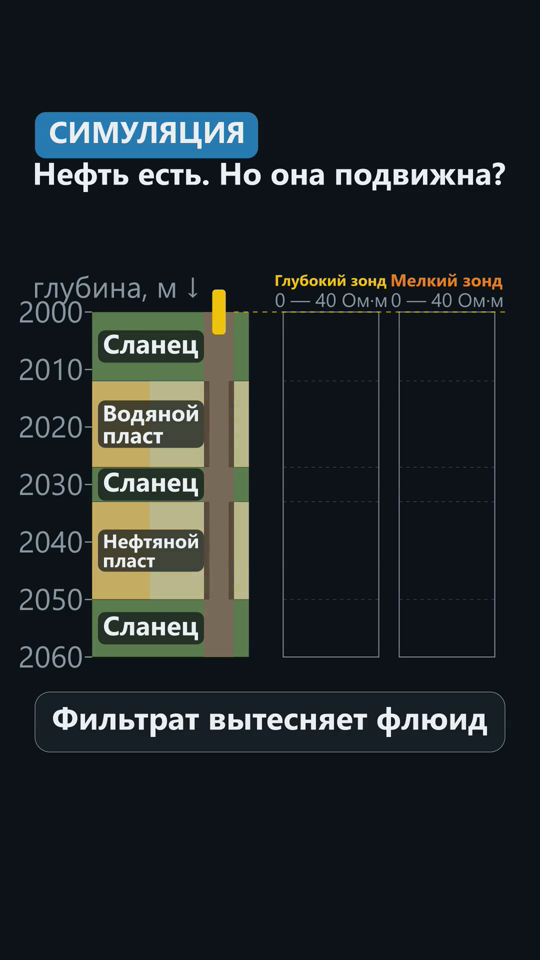 СИМУЛЯЦИЯ
Нефть есть. Но она подвижна?
глубина, м ↓
Глубокий зонд
0 — 40 Ом·м
Мелкий зонд
0 — 40 Ом·м
2000
Сланец
2010
Водяной
пласт
2020
Сланец
2030
Нефтяной
пласт
2040
2050
Сланец
2060
Фильтрат вытесняет флюид